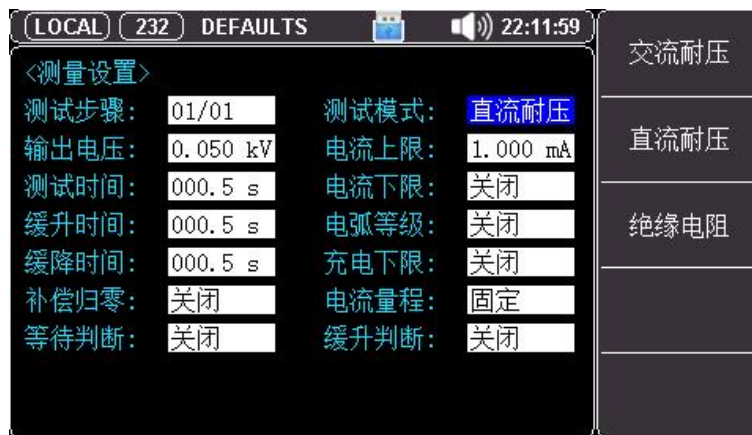 (LOCAL) (232) DEFAULTS 22:11:59
<测量设置>
测试步骤: 01/01 测试模式: 直流耐压
输出电压: 0.050 kV 电流上限: 1.000 mA
测试时间: 000.5 s 电流下限: 关闭
缓升时间: 000.5 s 电弧等级: 关闭
缓降时间: 000.5 s 充电下限: 关闭
补偿归零: 关闭 电流量程: 固定
等待判断: 关闭 缓升判断: 关闭
交流耐压
直流耐压
绝缘电阻